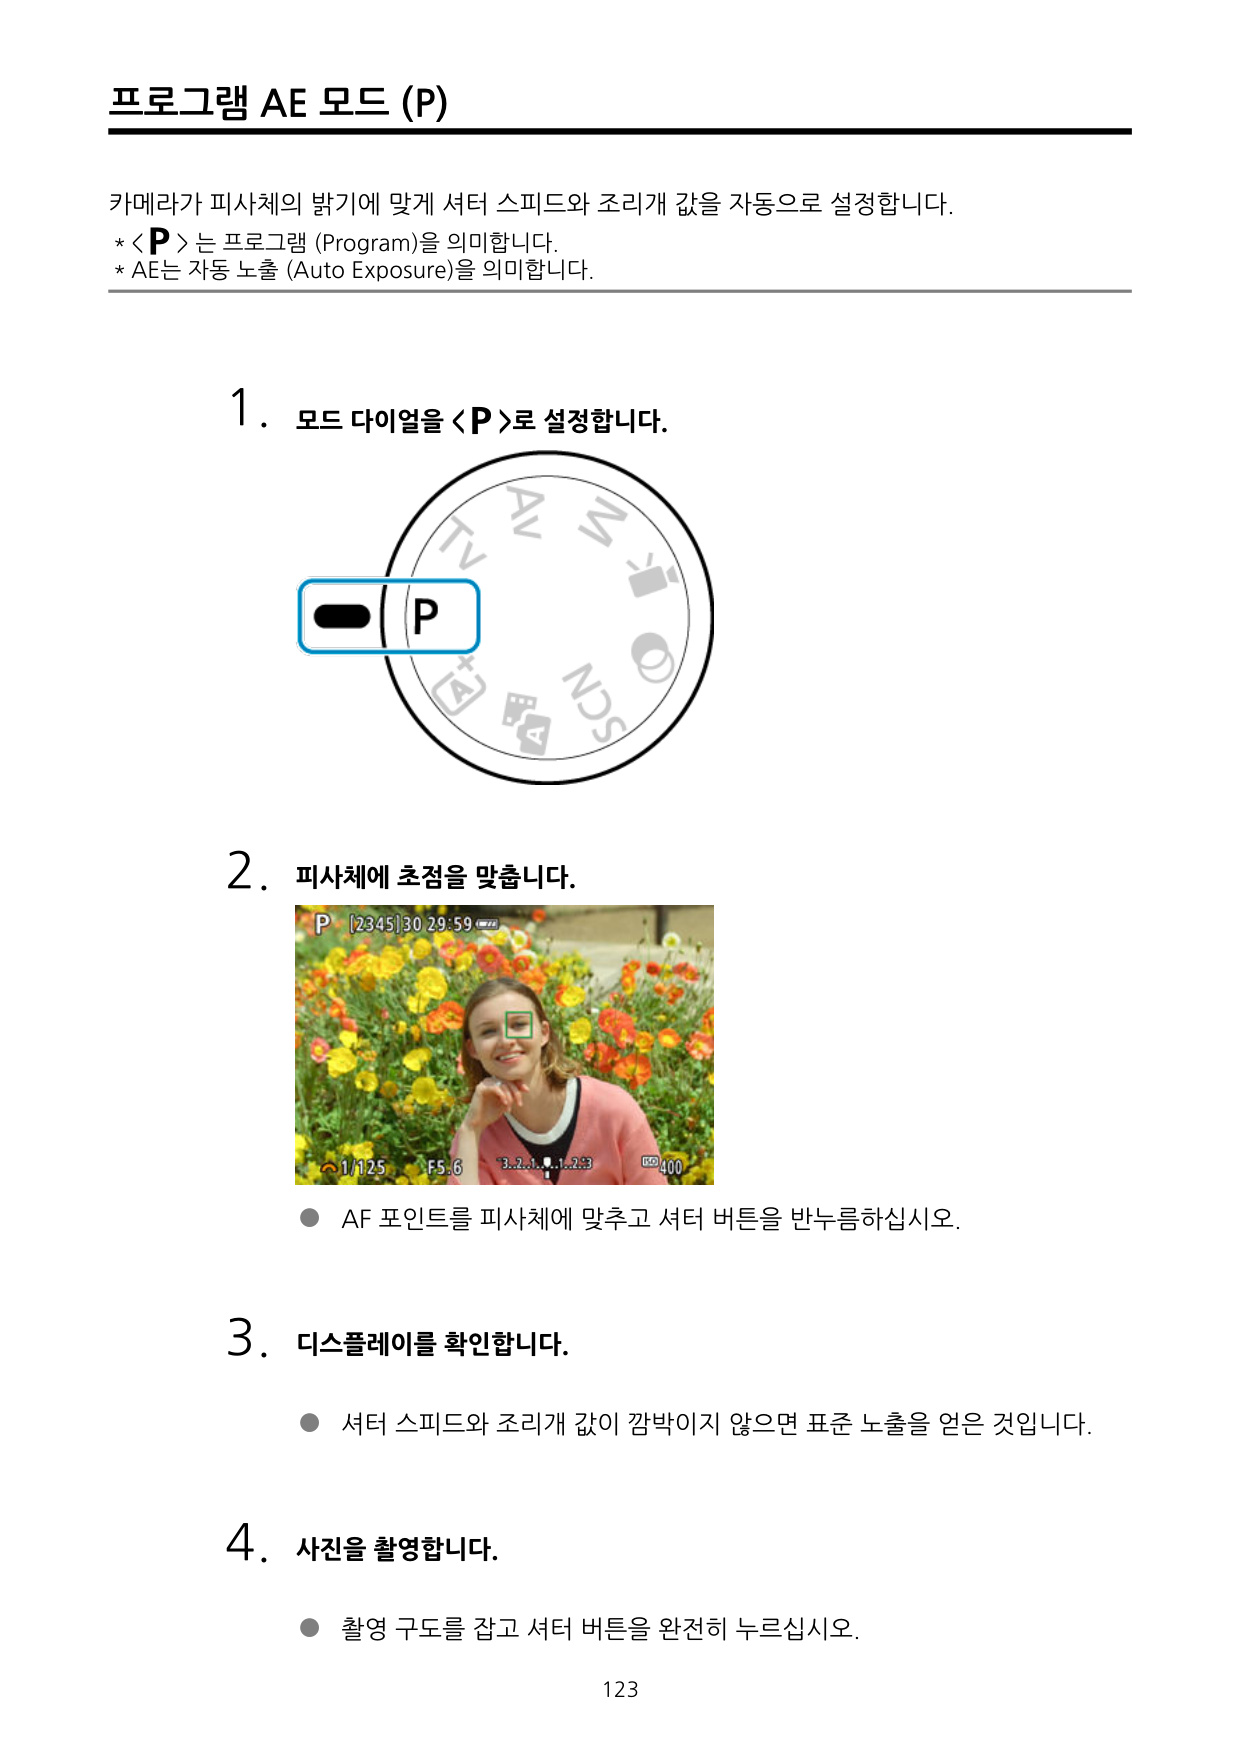 프로그램 AE 모드 (P)
카메라가 피사체의 밝기에 맞게 셔터 스피드와 조리개 값을 자동으로 설정합니다.
* < P > 는 프로그램 (Program)을 의미합니다.
* AE는 자동 노출 (Auto Exposure)을 의미합니다.
1. 모드 다이얼을 < P >로 설정합니다.
Tv Av M
P
A+ A SCN
2. 피사체에 초점을 맞춥니다.
P [2345]30 29:59
1/125 F5.6 -3..2..1..0..1..2..3 ISO 400
● AF 포인트를 피사체에 맞추고 셔터 버튼을 반누름하십시오.
3. 디스플레이를 확인합니다.
● 셔터 스피드와 조리개 값이 깜박이지 않으면 표준 노출을 얻은 것입니다.
4. 사진을 촬영합니다.
● 촬영 구도를 잡고 셔터 버튼을 완전히 누르십시오.
123